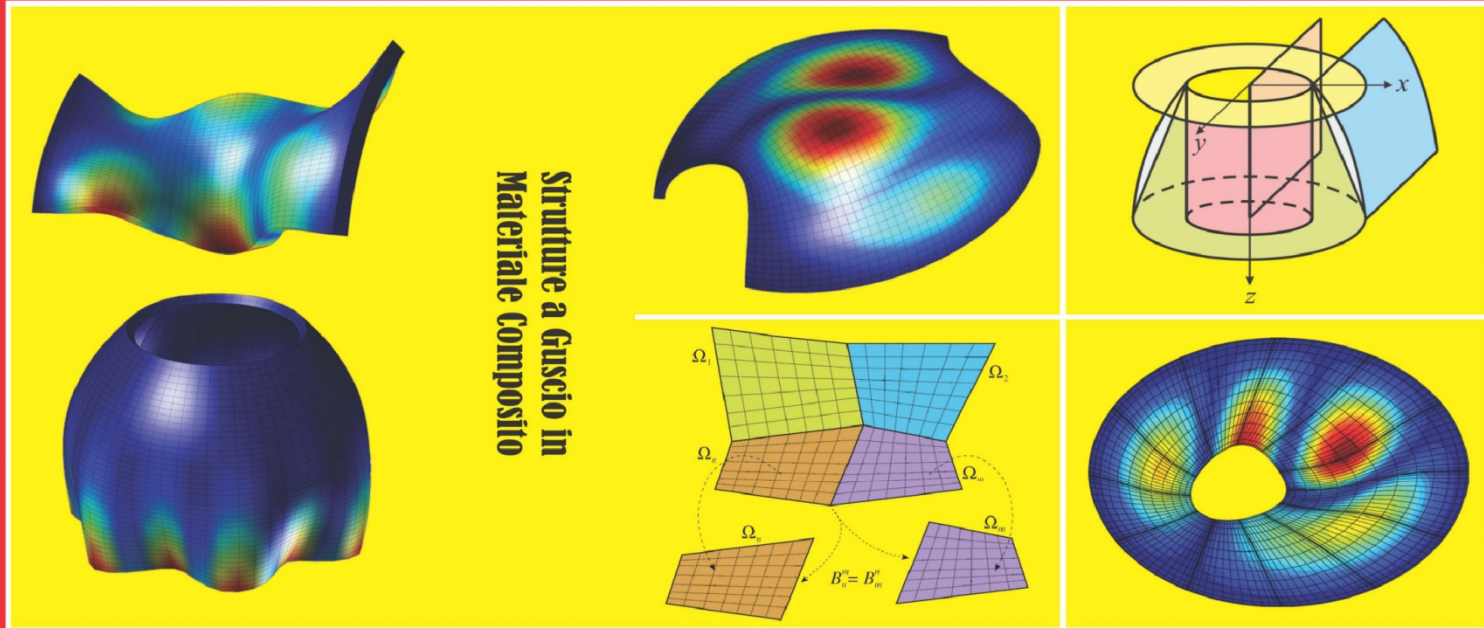 Strutture a Guscio in
Materiale Composito
x
y
z
Ω₁
Ω₂
Ωₙ
Ωₘ
Ωₙ
Ωₘ
Bₙᵐ = Bₘⁿ